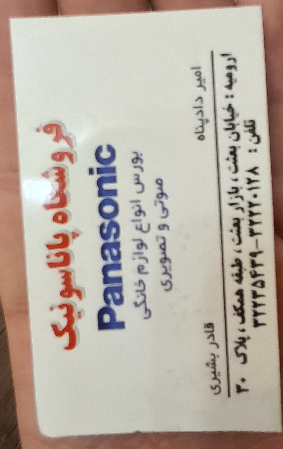 فروشگاه پاناسونیک
Panasonic
بورس انواع لوازم خانگی
صوتی و تصویری
امیر دادپناه
قادر بشیری
ارومیه : خیابان بعثت ، بازار بعثت ، طبقه همکف ، پلاک ۳۰
تلفن : ۳۲۲۳۵۴۳۹-۳۲۲۲۰۱۲۸